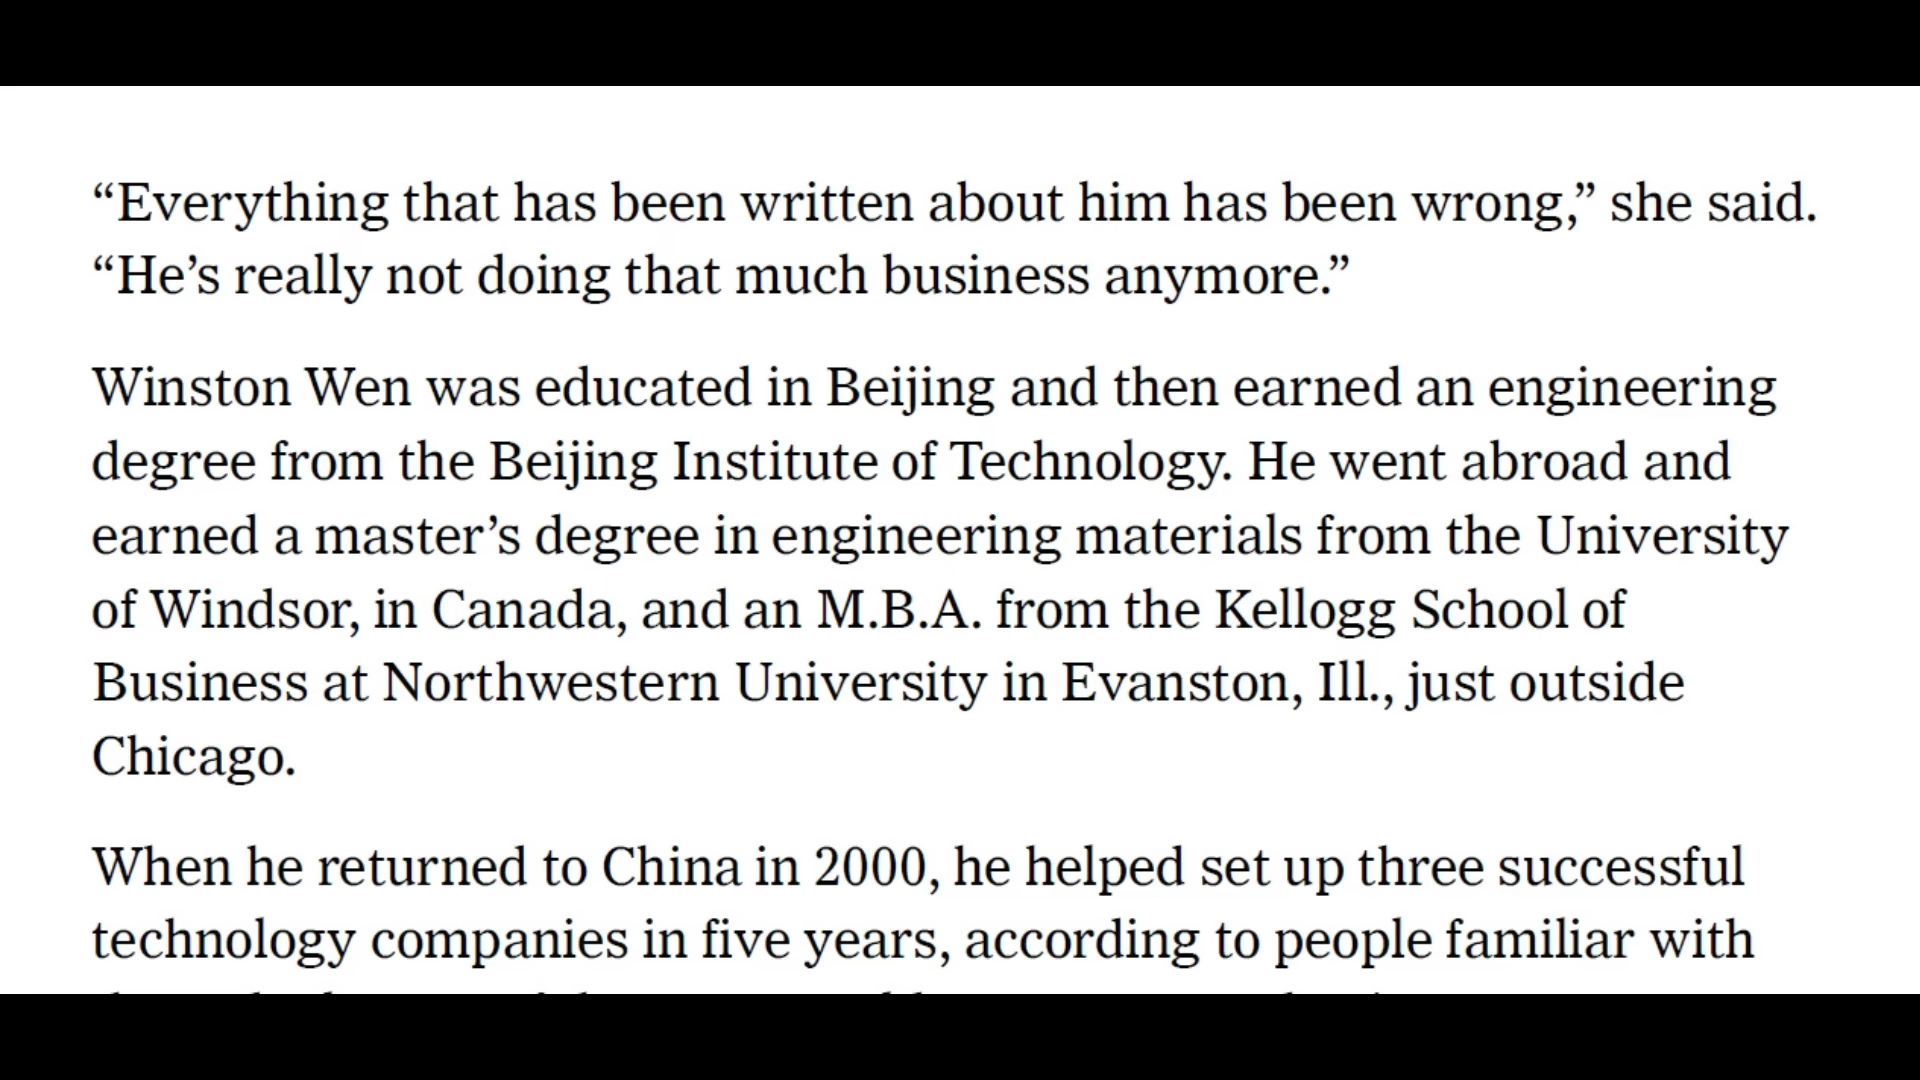 “Everything that has been written about him has been wrong,” she said.
“He’s really not doing that much business anymore.”
Winston Wen was educated in Beijing and then earned an engineering
degree from the Beijing Institute of Technology. He went abroad and
earned a master’s degree in engineering materials from the University
of Windsor, in Canada, and an M.B.A. from the Kellogg School of
Business at Northwestern University in Evanston, Ill., just outside
Chicago.
When he returned to China in 2000, he helped set up three successful
technology companies in five years, according to people familiar with